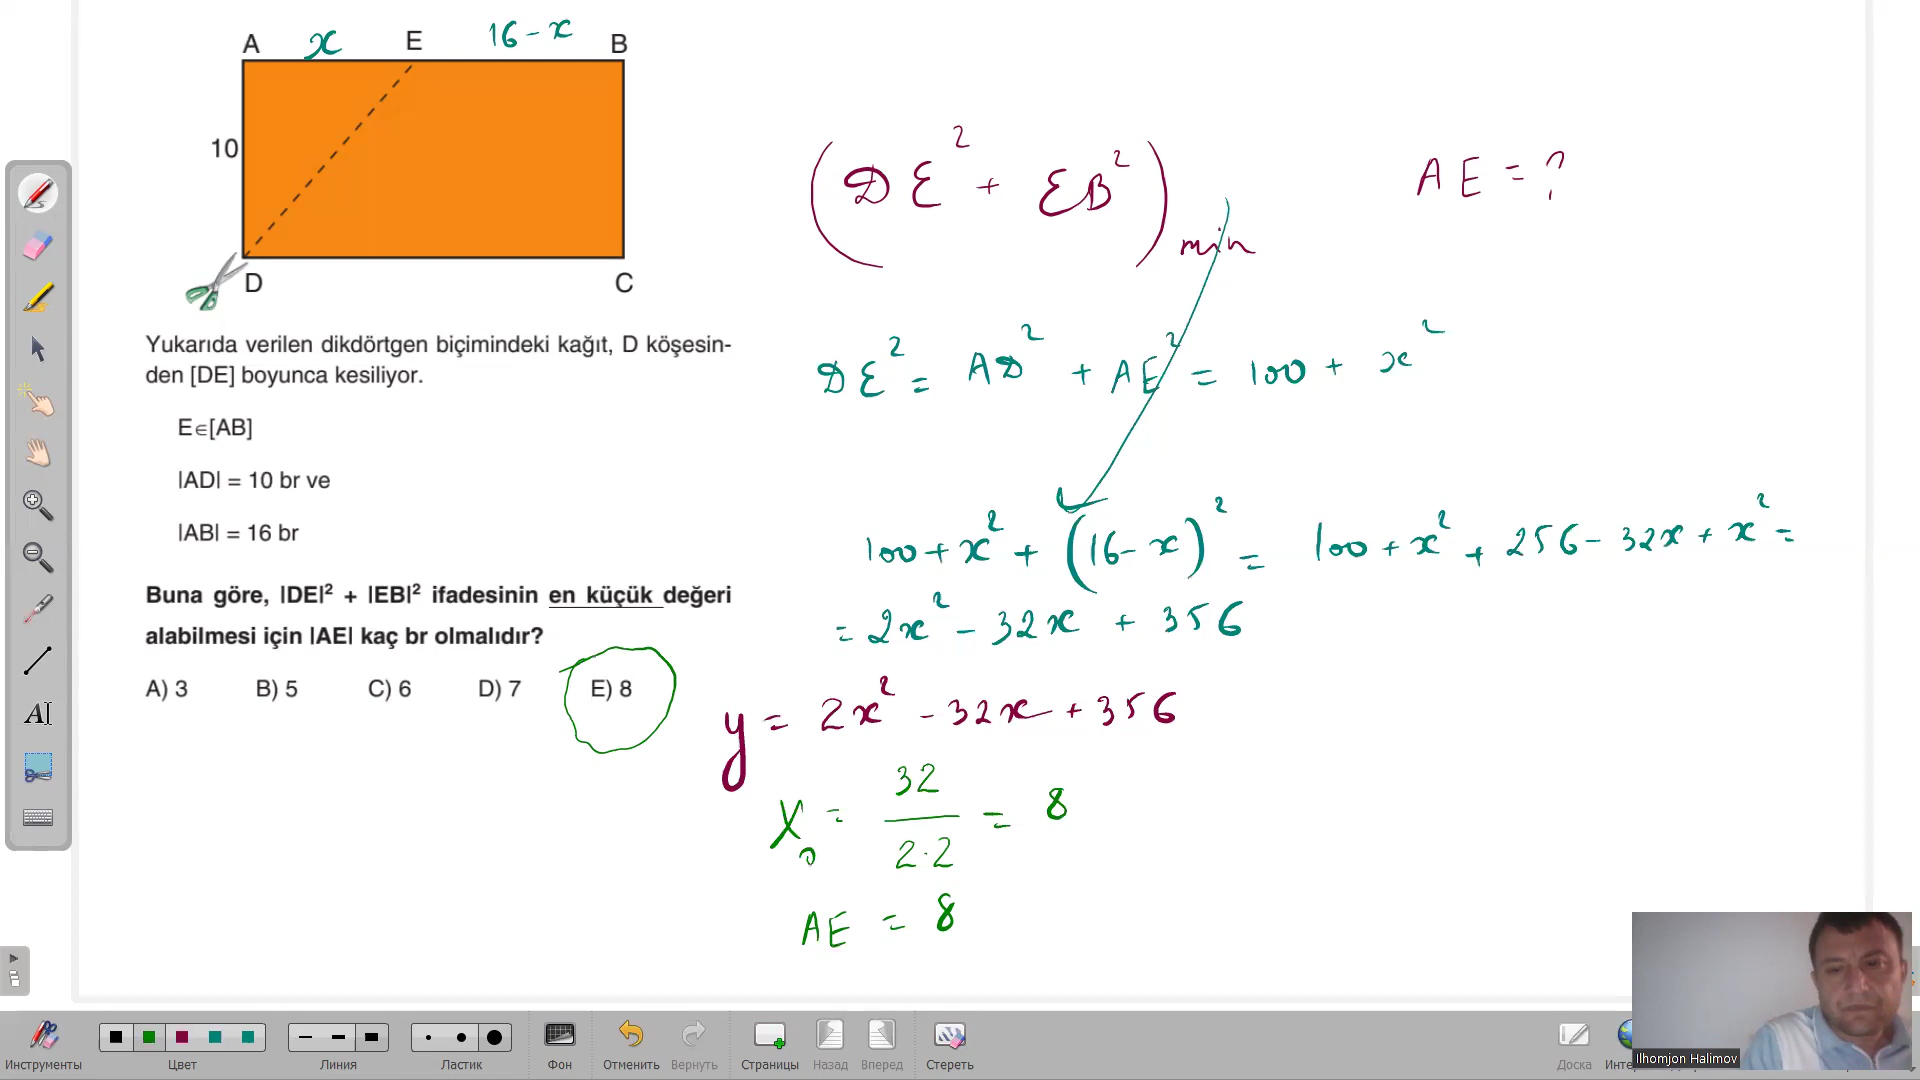 A x E 16 - x B
10
D C
Yukarıda verilen dikdörtgen biçimindeki kağıt, D köşesin-
den [DE] boyunca kesiliyor.
E∈[AB]
|AD| = 10 br ve
|AB| = 16 br
Buna göre, |DE|² + |EB|² ifadesinin en küçük değeri
alabilmesi için |AE| kaç br olmalıdır?
A) 3 B) 5 C) 6 D) 7 E) 8
(DE² + EB²) min
AE = ?
DE² = AD² + AE² = 100 + x²
100 + x² + (16 - x)² = 100 + x² + 256 - 32x + x² =
= 2x² - 32x + 356
y = 2x² - 32x + 356
X₀ = 32 / 2·2 = 8
AE = 8
A
Инструменты Цвет Линия Ластик Фон Отменить Вернуть Страницы Назад Вперед Стереть Доска
Ilhomjon Halimov